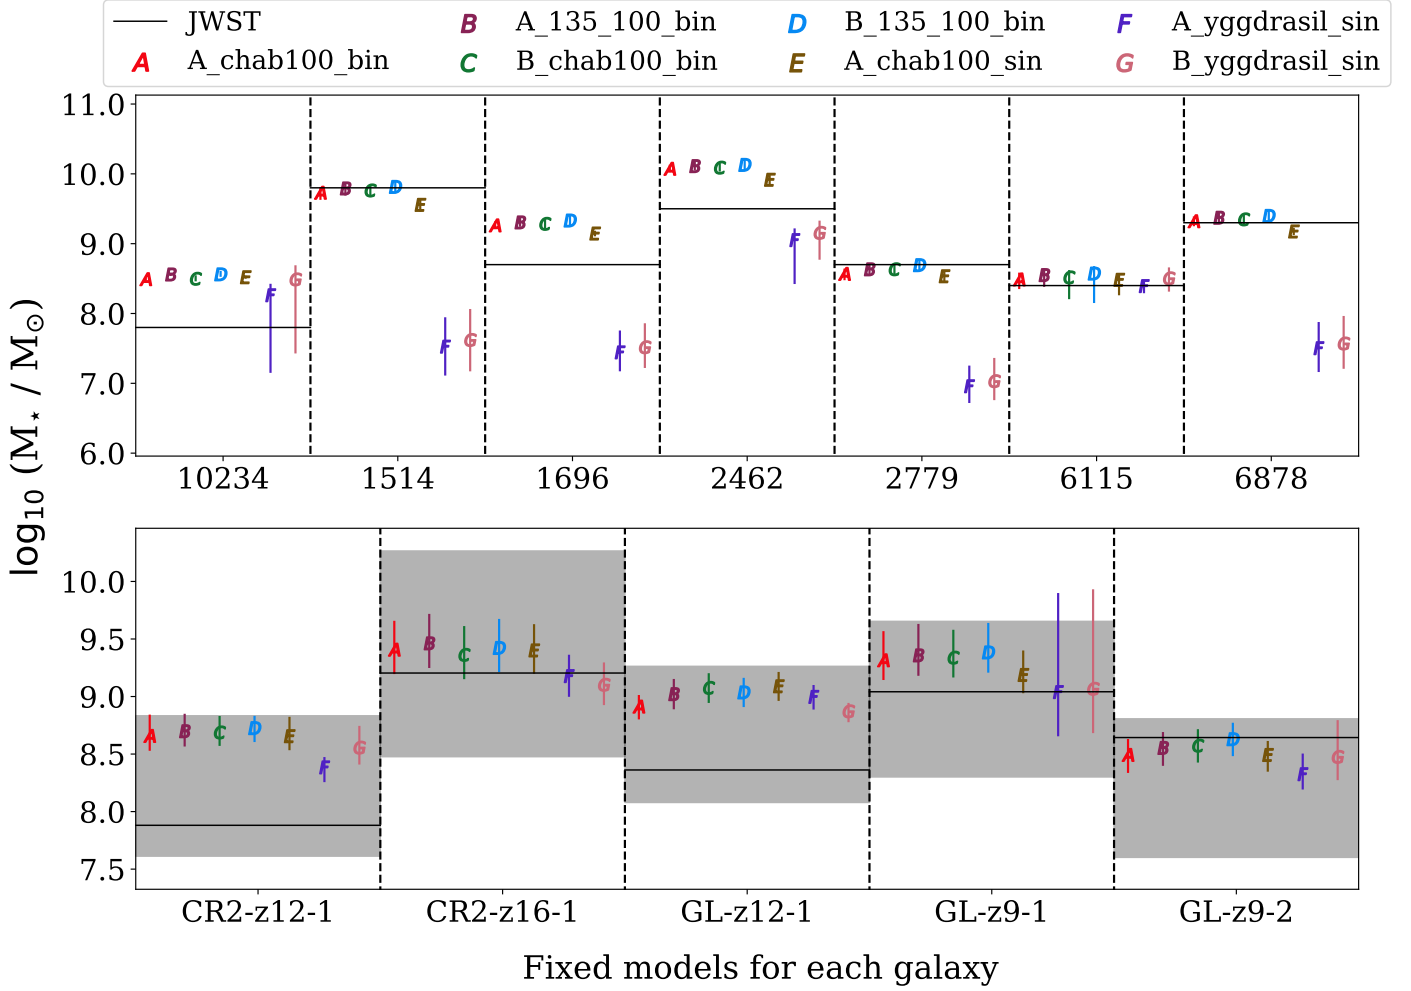 JWST
A A_chab100_bin
B A_135_100_bin
C B_chab100_bin
D B_135_100_bin
E A_chab100_sin
F A_yggdrasil_sin
G B_yggdrasil_sin
log₁₀ (M⋆ / M⊙)
11.0
10.0
9.0
8.0
7.0
6.0
A B C D E F G
A B C D E F G
A B C D E F G
A B C D E F G
A B C D E F G
A B C D E F G
A B C D E F G
10234 1514 1696 2462 2779 6115 6878
10.0
9.5
9.0
8.5
8.0
7.5
A B C D E F G
A B C D E F G
A B C D E F G
A B C D E F G
A B C D E F G
CR2-z12-1 CR2-z16-1 GL-z12-1 GL-z9-1 GL-z9-2
Fixed models for each galaxy